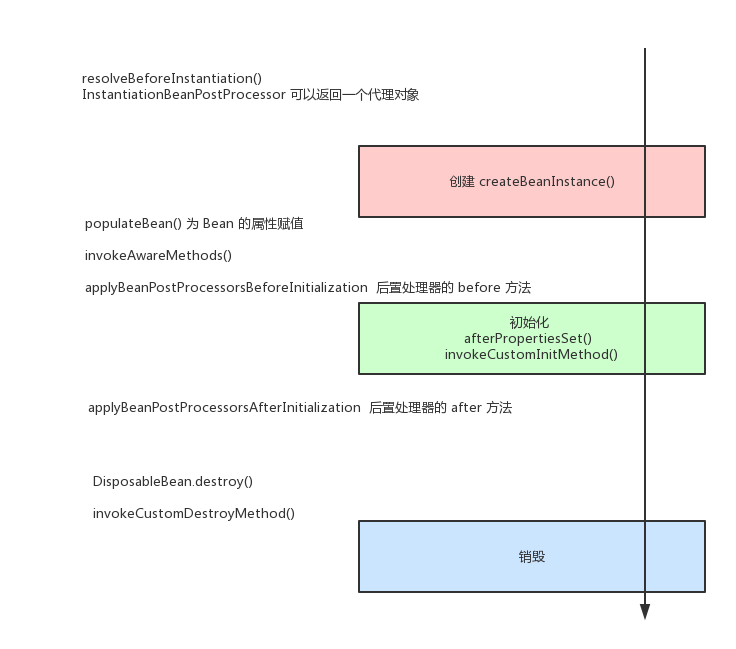 resolveBeforeInstantiation()
InstantiationBeanPostProcessor 可以返回一个代理对象
创建 createBeanInstance()
populateBean() 为 Bean 的属性赋值
invokeAwareMethods()
applyBeanPostProcessorsBeforeInitialization 后置处理器的 before 方法
初始化
afterPropertiesSet()
invokeCustomInitMethod()
applyBeanPostProcessorsAfterInitialization 后置处理器的 after 方法
DisposableBean.destroy()
invokeCustomDestroyMethod()
销毁